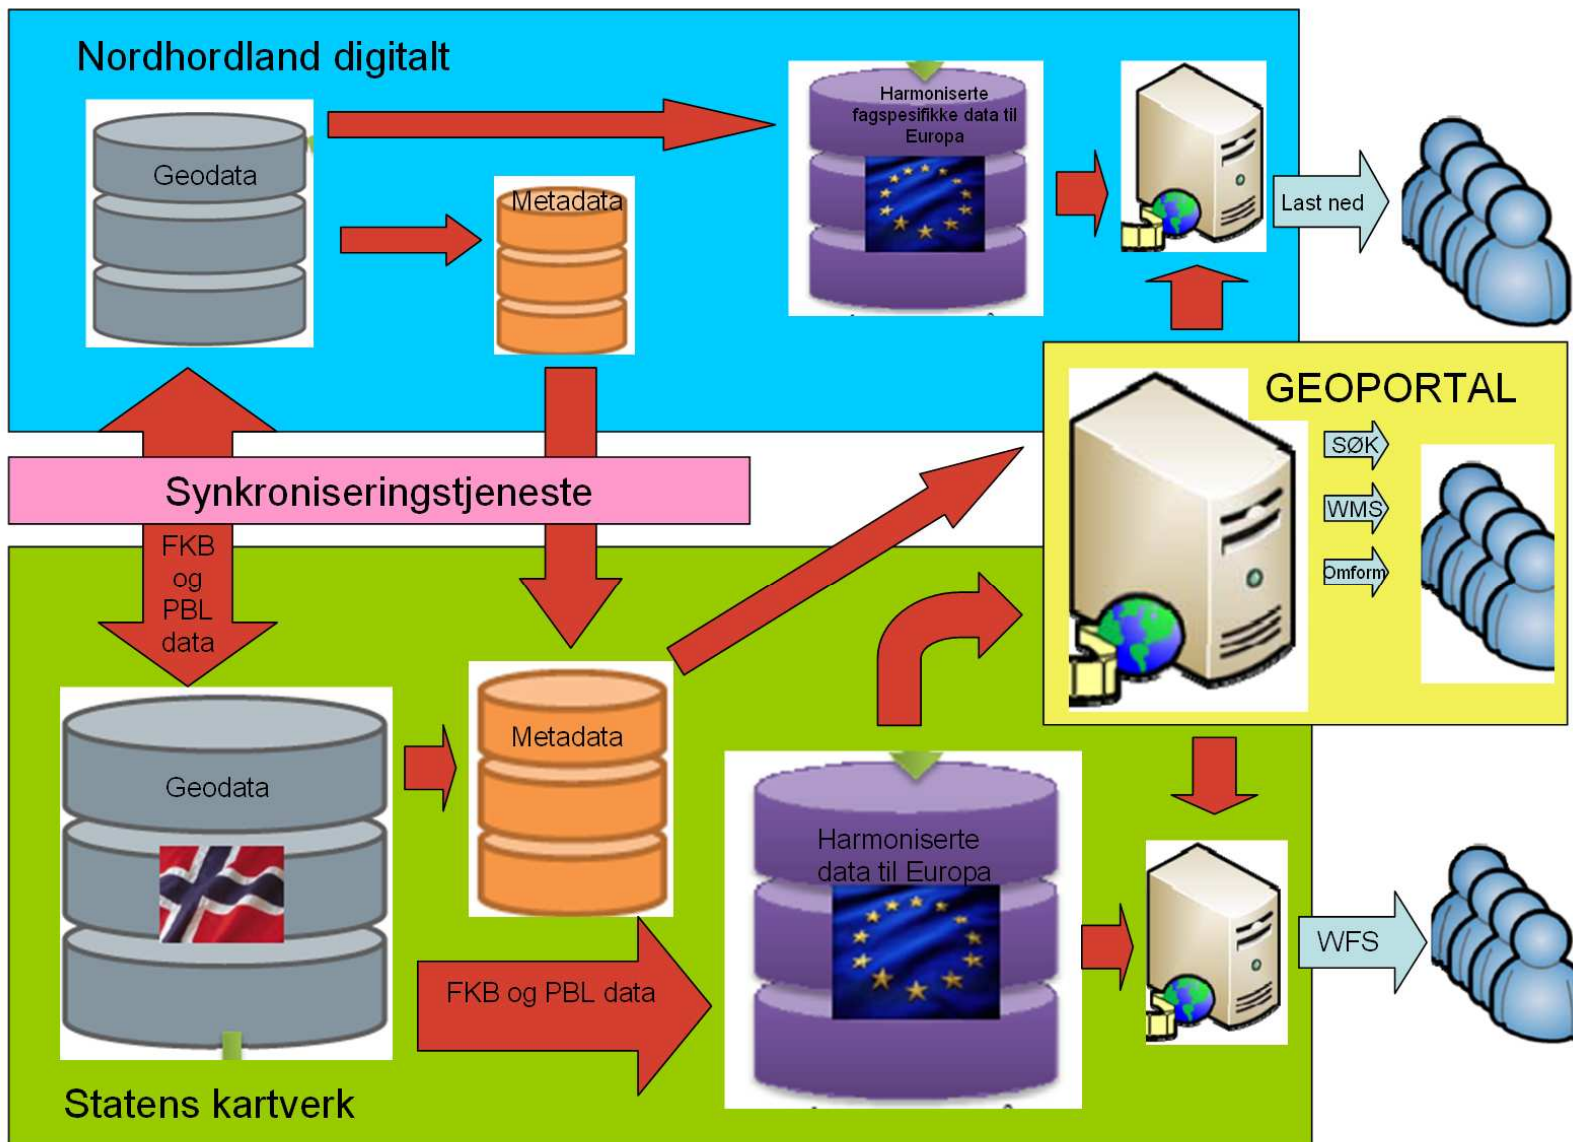 Nordhordland digitalt
Geodata
Metadata
Harmoniserte
fagspesifikke data til
Europa
Last ned
GEOPORTAL
SØK
WMS
Omform
Synkroniseringstjeneste
FKB
og
PBL
data
Geodata
Metadata
FKB og PBL data
Harmoniserte
data til Europa
WFS
Statens kartverk